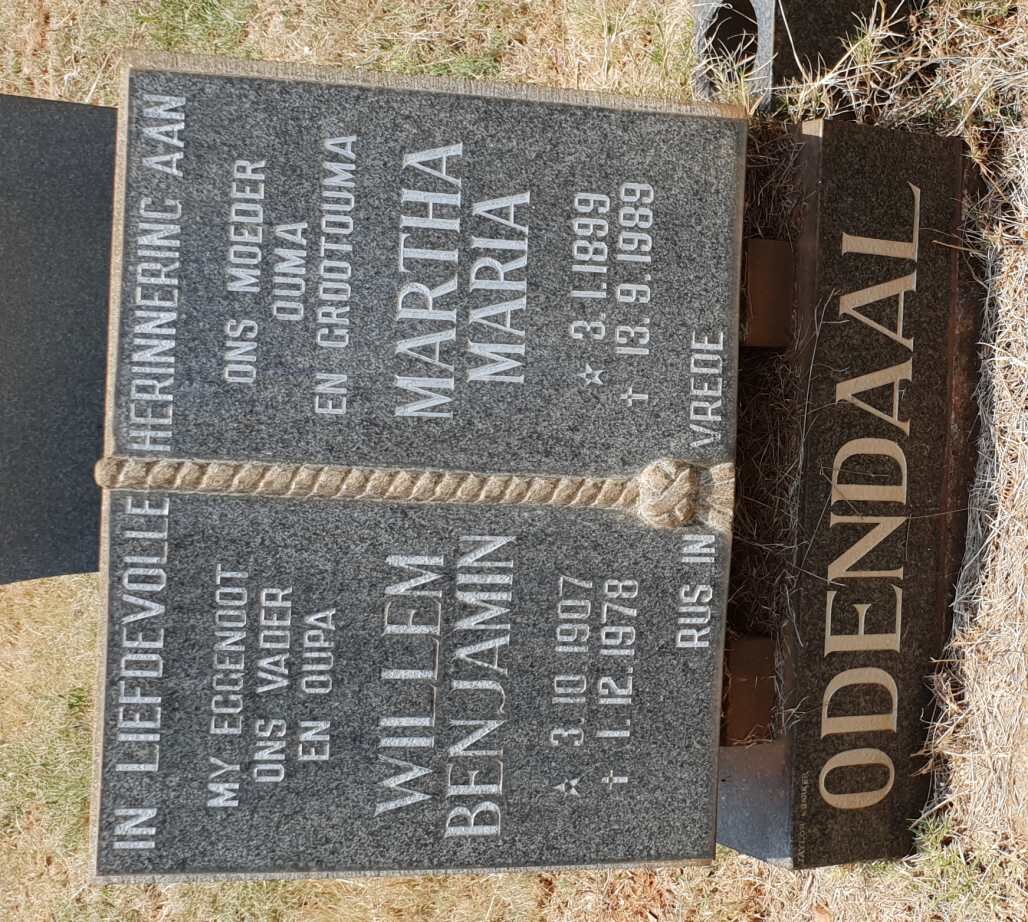 IN LIEFDEVOLLE HERINNERING AAN
MY EGGENOOT
ONS VADER
EN OUPA
WILLEM
BENJAMIN
☆ 3.10.1907
† 1.12.1978
ONS MOEDER
OUMA
EN GROOTOUMA
MARTHA
MARIA
☆ 3.1.1899
† 13.9.1989
RUS IN VREDE
ODENDAAL